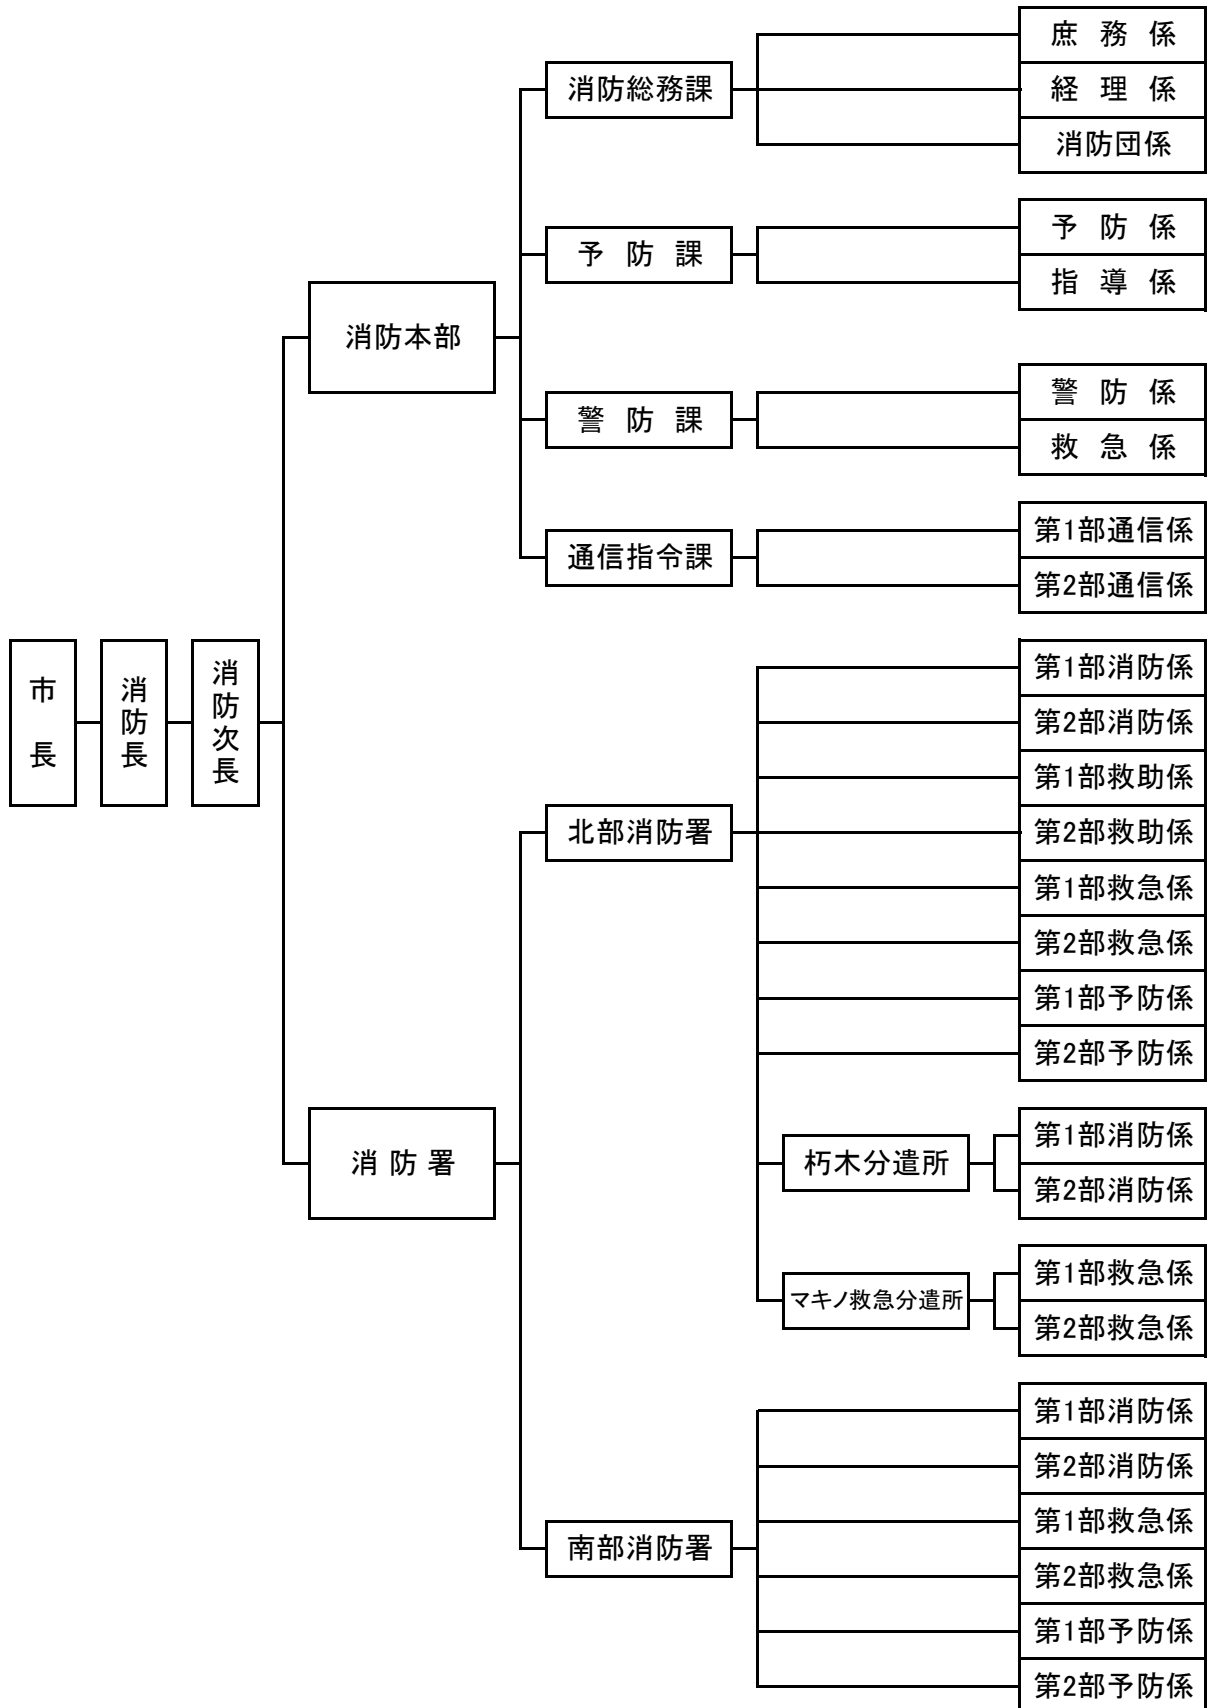 市長
消防長
消防次長
消防本部
消防総務課
庶務係
経理係
消防団係
予防課
予防係
指導係
警防課
警防係
救急係
通信指令課
第1部通信係
第2部通信係
消防署
北部消防署
第1部消防係
第2部消防係
第1部救助係
第2部救助係
第1部救急係
第2部救急係
第1部予防係
第2部予防係
朽木分遣所
第1部消防係
第2部消防係
マキノ救急分遣所
第1部救急係
第2部救急係
南部消防署
第1部消防係
第2部消防係
第1部救急係
第2部救急係
第1部予防係
第2部予防係